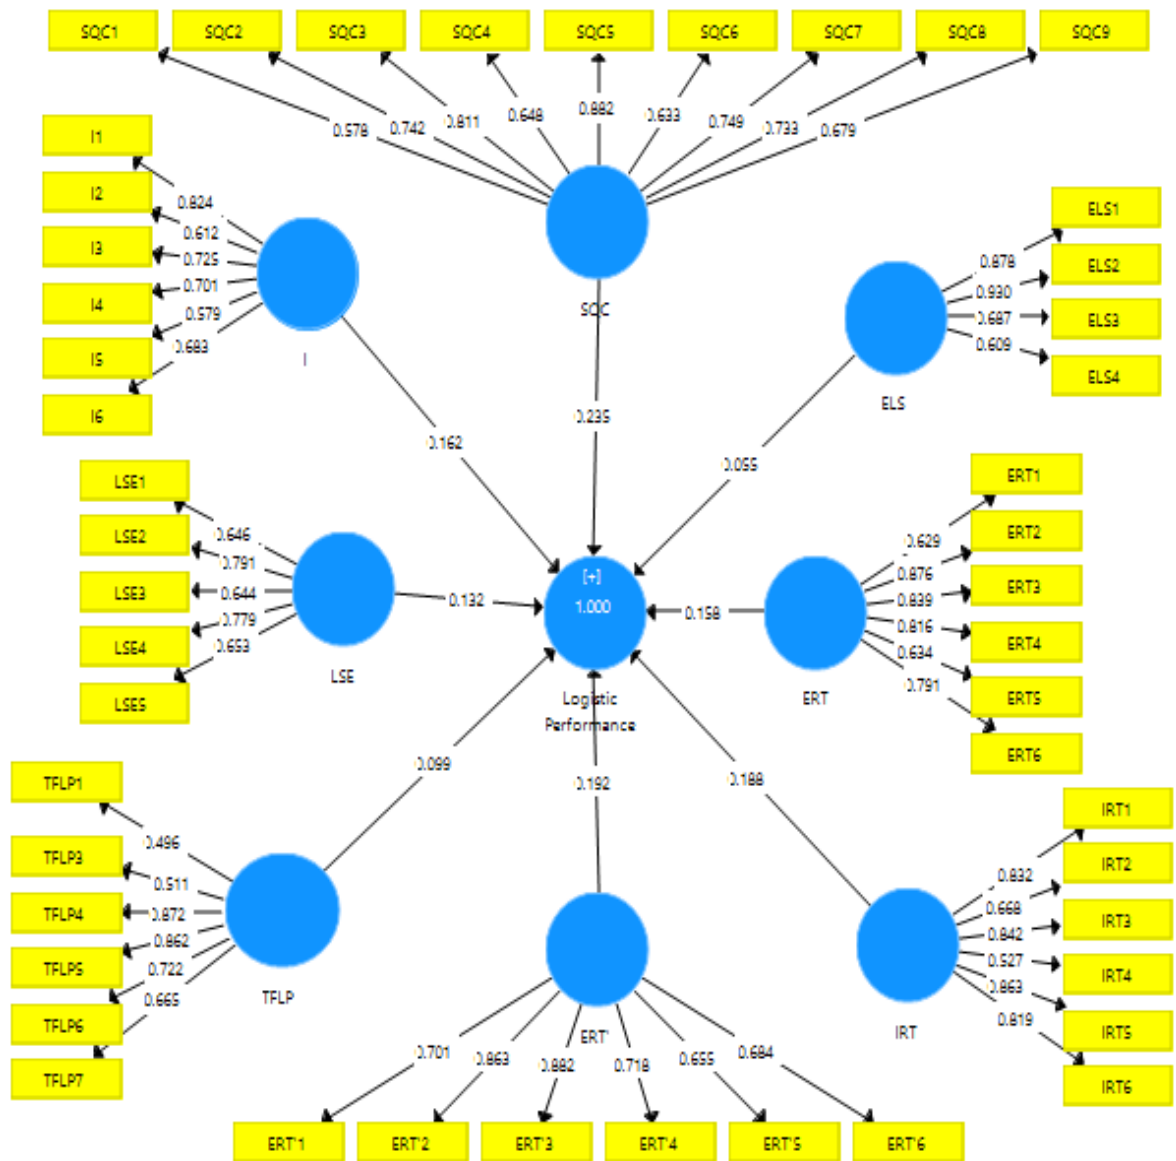 SQC1 SQC2 SQC3 SQC4 SQC5 SQC6 SQC7 SQC8 SQC9
0.578 0.742 0.811 0.648 0.882 0.633 0.749 0.733 0.679
SQC
0.235
I1
I2
I3
I4
I5
I6
0.824
0.612
0.725
0.701
0.579
0.683
I
0.162
ELS1
ELS2
ELS3
ELS4
0.878
0.930
0.687
0.609
ELS
0.055
LSE1
LSE2
LSE3
LSE4
LSE5
0.646
0.791
0.644
0.779
0.653
LSE
0.132
[+]
1.000
Logistic
Performance
ERT1
ERT2
ERT3
ERT4
ERT5
ERT6
0.629
0.876
0.839
0.816
0.634
0.791
ERT
0.158
TFLP1
TFLP3
TFLP4
TFLP5
TFLP6
TFLP7
0.496
0.511
0.872
0.862
0.722
0.665
TFLP
0.099
0.192
ERT'
0.701 0.863 0.882 0.718 0.655 0.684
ERT'1 ERT'2 ERT'3 ERT'4 ERT'5 ERT'6
0.188
IRT1
IRT2
IRT3
IRT4
IRT5
IRT6
0.832
0.668
0.842
0.527
0.863
0.819
IRT